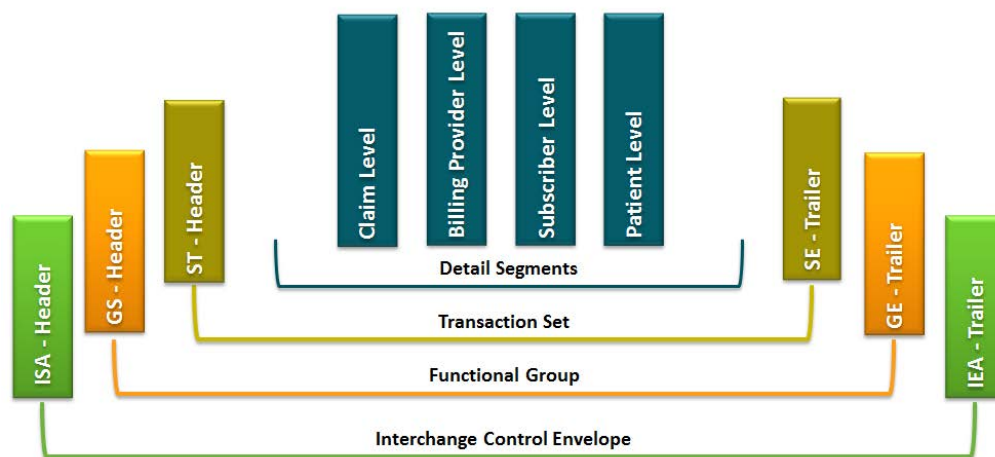 ISA - Header
GS - Header
ST - Header
Claim Level
Billing Provider Level
Subscriber Level
Patient Level
SE - Trailer
GE - Trailer
IEA - Trailer
Detail Segments
Transaction Set
Functional Group
Interchange Control Envelope